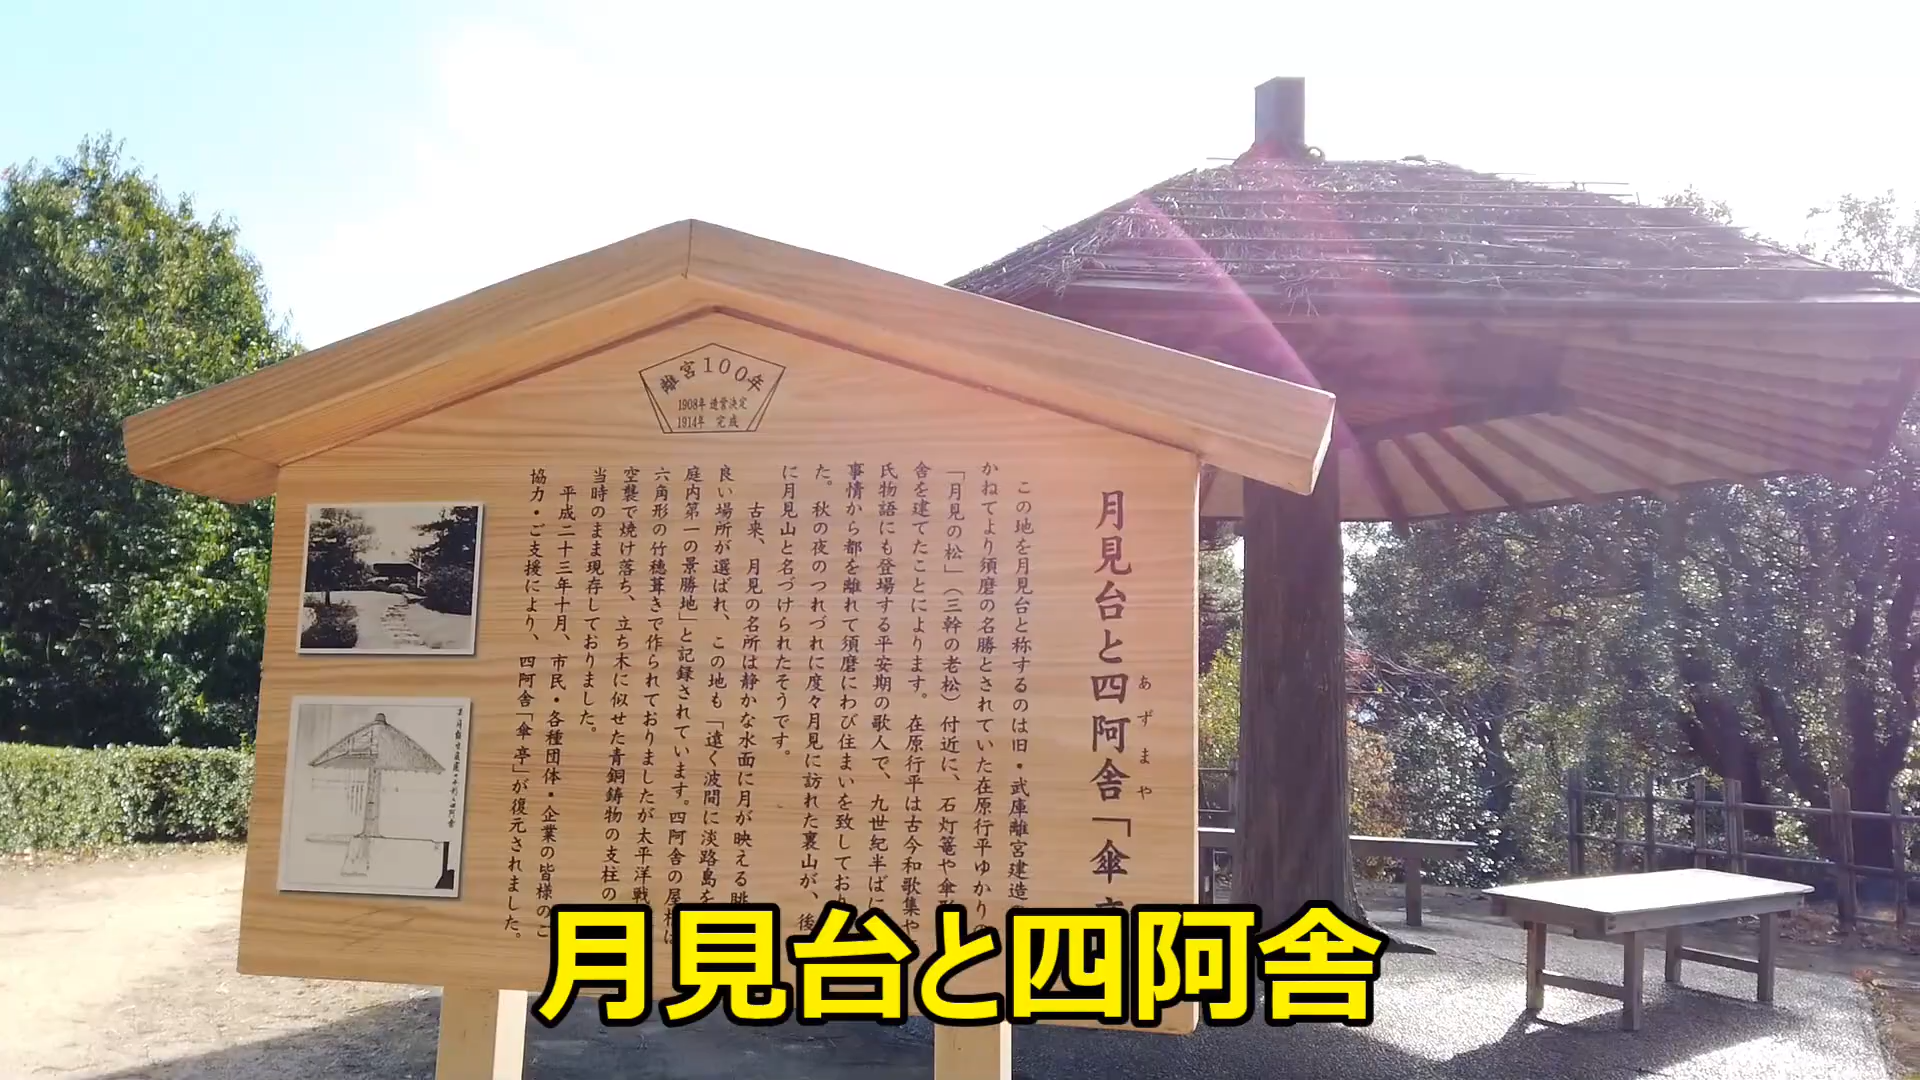 離宮100年
1908年 造営決定
1914年 完成
月見台と四阿舎「傘
あずまや
この地を月見台と称するのは旧・武庫離宮建造
かねてより須磨の名勝とされていた在原行平ゆかりの
「月見の松」（三幹の老松）付近に、石灯篭や傘形
舎を建てたことによります。在原行平は古今和歌集や
氏物語にも登場する平安期の歌人で、九世紀半ばに
事情から都を離れて須磨にわび住まいを致してお
た。秋の夜のつれづれに度々月見に訪れた裏山が、後
に月見山と名づけられたそうです。
古来、月見の名所は静かな水面に月が映える眺
良い場所が選ばれ、この地も「遠く波間に淡路島を
庭内第一の景勝地」と記録されています。四阿舎の屋根は
六角形の竹穂葺きで作られておりましたが太平洋戦
空襲で焼け落ち、立ち木に似せた青銅鋳物の支柱の
当時のまま現存しておりました。
平成二十三年十月、市民・各種団体・企業の皆様のご
協力・ご支援により、四阿舎「傘亭」が復元されました。
月見台と四阿舎